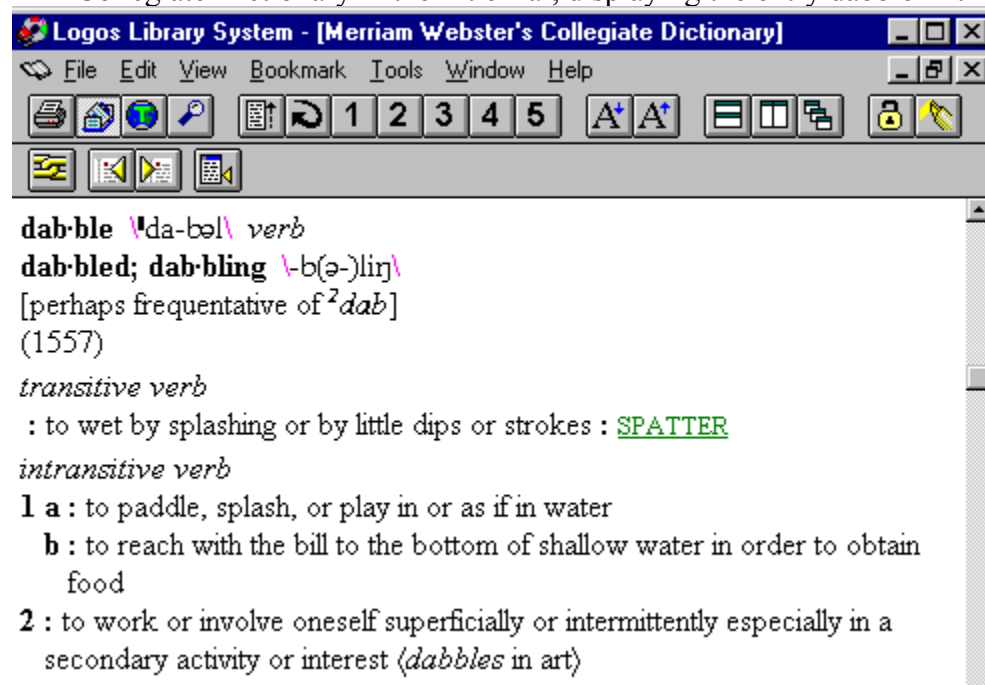 Logos Library System - [Merriam Webster's Collegiate Dictionary]
File Edit View Bookmark Tools Window Help
1 2 3 4 5 A A
dab·ble \ˈda-bəl\ verb
dab·bled; dab·bling \-b(ə-)liŋ\
[perhaps frequentative of ²dab]
(1557)
transitive verb
: to wet by splashing or by little dips or strokes : SPATTER
intransitive verb
1 a : to paddle, splash, or play in or as if in water
b : to reach with the bill to the bottom of shallow water in order to obtain
food
2 : to work or involve oneself superficially or intermittently especially in a
secondary activity or interest ⟨dabbles in art⟩